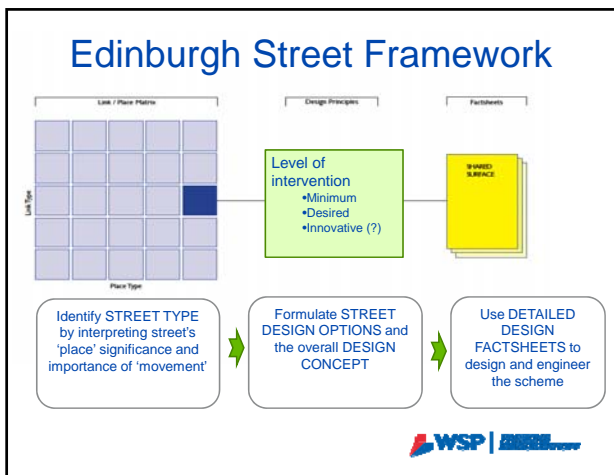 Edinburgh Street Framework
Link / Place Matrix
Design Principles
Factsheets
Link Type
Place Type
Level of
intervention
•Minimum
•Desired
•Innovative (?)
SHARED
SURFACE
Identify STREET TYPE
by interpreting street's
'place' significance and
importance of 'movement'
Formulate STREET
DESIGN OPTIONS and
the overall DESIGN
CONCEPT
Use DETAILED
DESIGN
FACTSHEETS to
design and engineer
the scheme
WSP